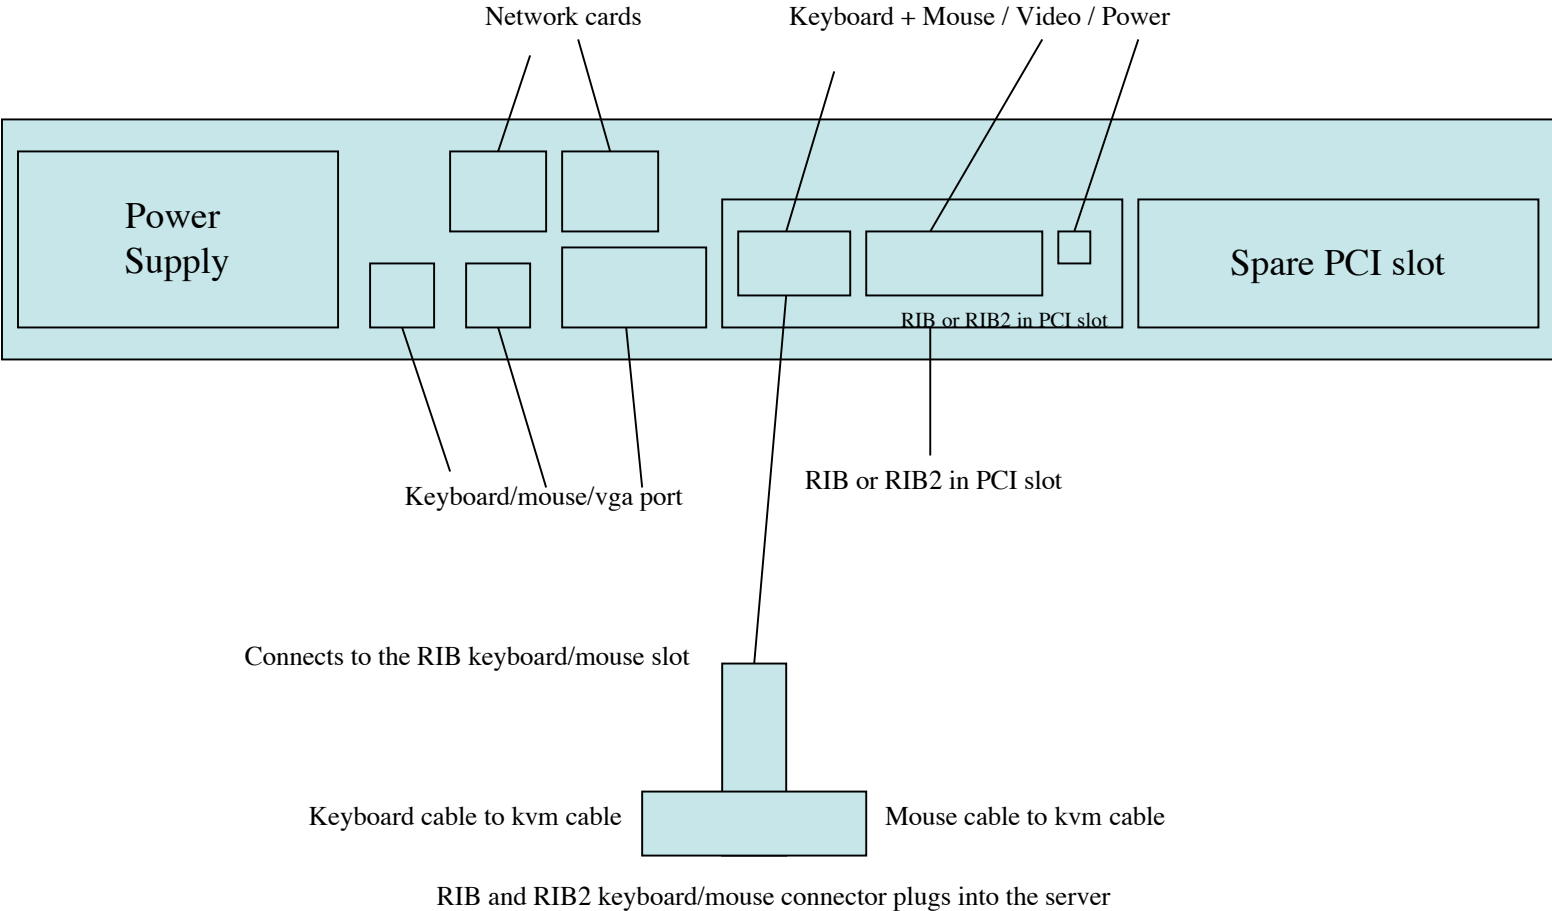 Network cards
Keyboard + Mouse / Video / Power
Power
Supply
Spare PCI slot
RIB or RIB2 in PCI slot
RIB or RIB2 in PCI slot
Keyboard/mouse/vga port
Connects to the RIB keyboard/mouse slot
Keyboard cable to kvm cable
Mouse cable to kvm cable
RIB and RIB2 keyboard/mouse connector plugs into the server